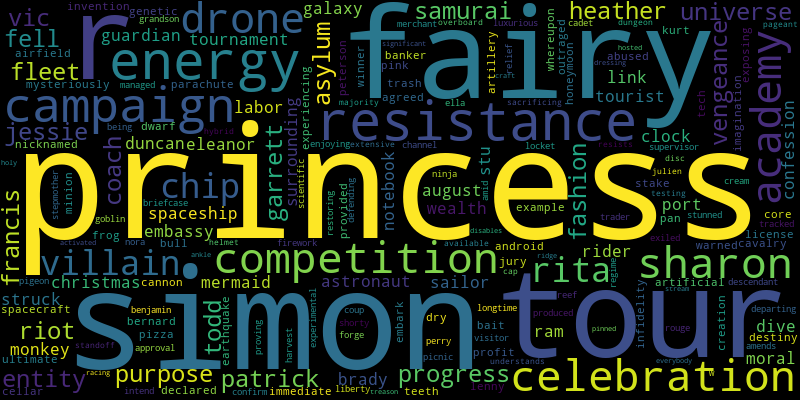 princess
simon
fairy
tour
r
energy
resistance
campaign
celebration
competition
villain
sharon
academy
drone
universe
samurai
heather
rita
chip
progress
purpose
patrick
asylum
fashion
vengeance
garrett
coach
fleet
jessie
francis
entity
riot
todd
vic
fell
guardian
tournament
galaxy
link
tourist
labor
surrounding
duncan
eleanor
clock
port
wealth
august
stu
notebook
spaceship
embassy
christmas
mermaid
astronaut
sailor
rider
brady
ram
dive
moral
monkey
struck
confession
infidelity
android
jury
bait
profit
dry
embark
earthquake
experiencing
winner
banker
pink
trash
agreed
peterson
merchant
overboard
luxurious
cadet
dungeon
kurt
pageant
whereupon
outraged
honeymoon
abused
artillery
belief
hosted
dressing
craft
sacrificing
significant
majority
ella
invention
genetic
grandson
airfield
mysteriously
managed
parachute
nicknamed
being
dwarf
hybrid
scientific
enjoying
extensive
channel
locket
resists
supervisor
disc
julien
testing
cream
tech
imagination
exposing
holy
stepmother
minion
briefcase
goblin
frog
nora
bull
helmet
firework
activated
pigeon
ankle
restoring
provided
defending
amid
ninja
example
available
disables
stake
pan
stunned
trader
exiled
warned
core
tracked
license
cavalry
artificial
descendant
spacecraft
cannon
benjamin
bernard
pizza
standoff
approval
ultimate
cellar
racing
intend
declared
confirm
immediate
liberty
treason
teeth
lenny
proving
harvest
experimental
shorty
forge
coup
perry
picnic
longtime
cap
visitor
understands
ridge
reef
produced
regime
pinned
rouge
stream
creation
destiny
amends
everybody